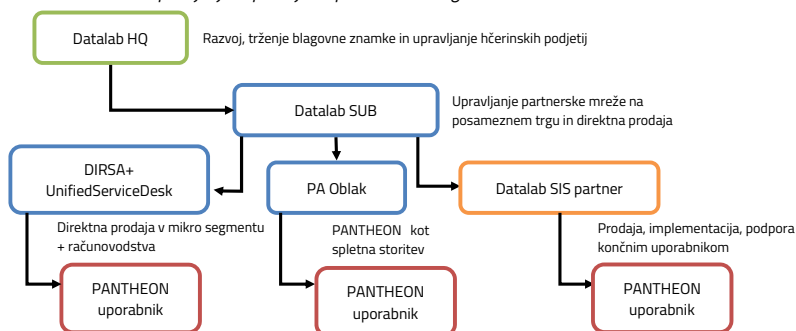 Datalab HQ
Razvoj, trženje blagovne znamke in upravljanje hčerinskih podjetij
Datalab SUB
Upravljanje partnerske mreže na
posameznem trgu in direktna prodaja
DIRSA+
UnifiedServiceDesk
PA Oblak
Datalab SIS partner
Direktna prodaja v mikro segmentu
+ računovodstva
PANTHEON kot
spletna storitev
Prodaja, implementacija, podpora
končnim uporabnikom
PANTHEON
uporabnik
PANTHEON
uporabnik
PANTHEON
uporabnik